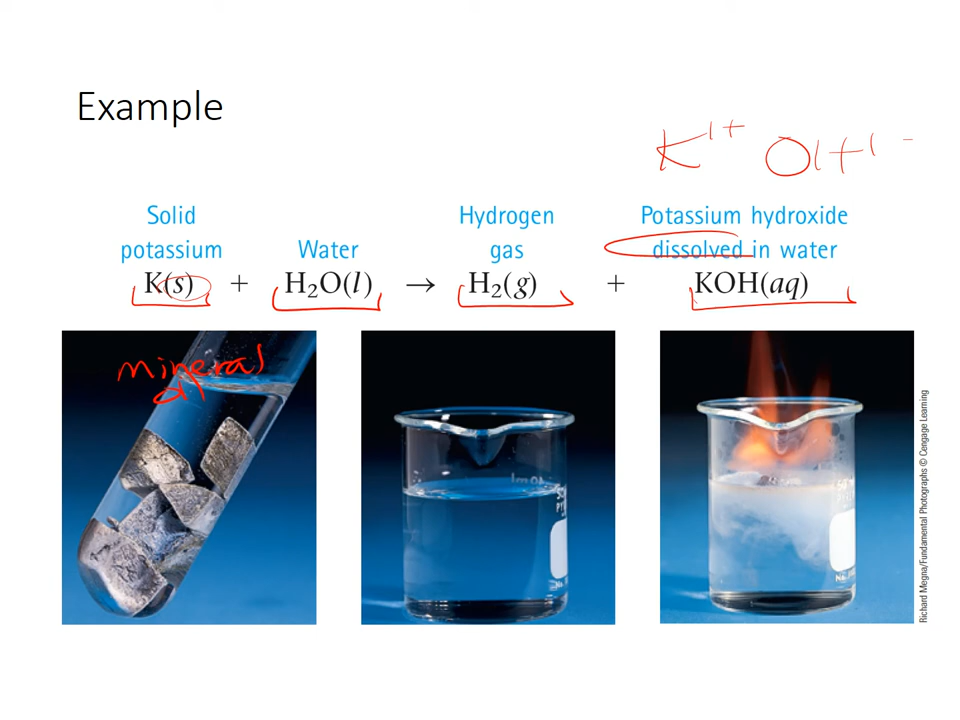 Example
K¹⁺ OH¹⁻
Solid potassium
Water
Hydrogen gas
Potassium hydroxide dissolved in water
K(s) + H₂O(l) → H₂(g) + KOH(aq)
mineral
Richard Megna/Fundamental Photographs © Cengage Learning